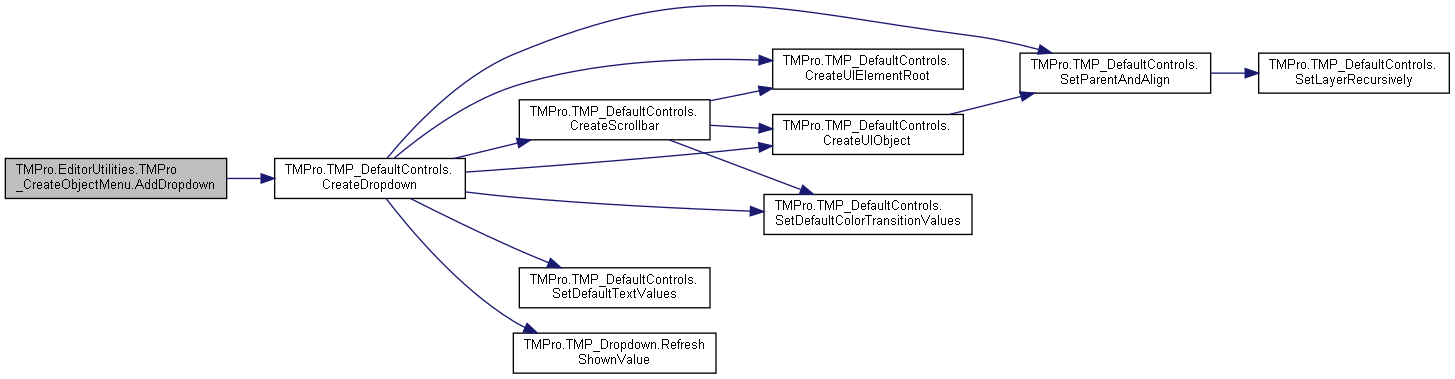 TMPro.EditorUtilities.TMPro
_CreateObjectMenu.AddDropdown
TMPro.TMP_DefaultControls.
CreateDropdown
TMPro.TMP_DefaultControls.
CreateScrollbar
TMPro.TMP_DefaultControls.
CreateUIElementRoot
TMPro.TMP_DefaultControls.
CreateUIObject
TMPro.TMP_DefaultControls.
SetParentAndAlign
TMPro.TMP_DefaultControls.
SetLayerRecursively
TMPro.TMP_DefaultControls.
SetDefaultColorTransitionValues
TMPro.TMP_DefaultControls.
SetDefaultTextValues
TMPro.TMP_Dropdown.Refresh
ShownValue